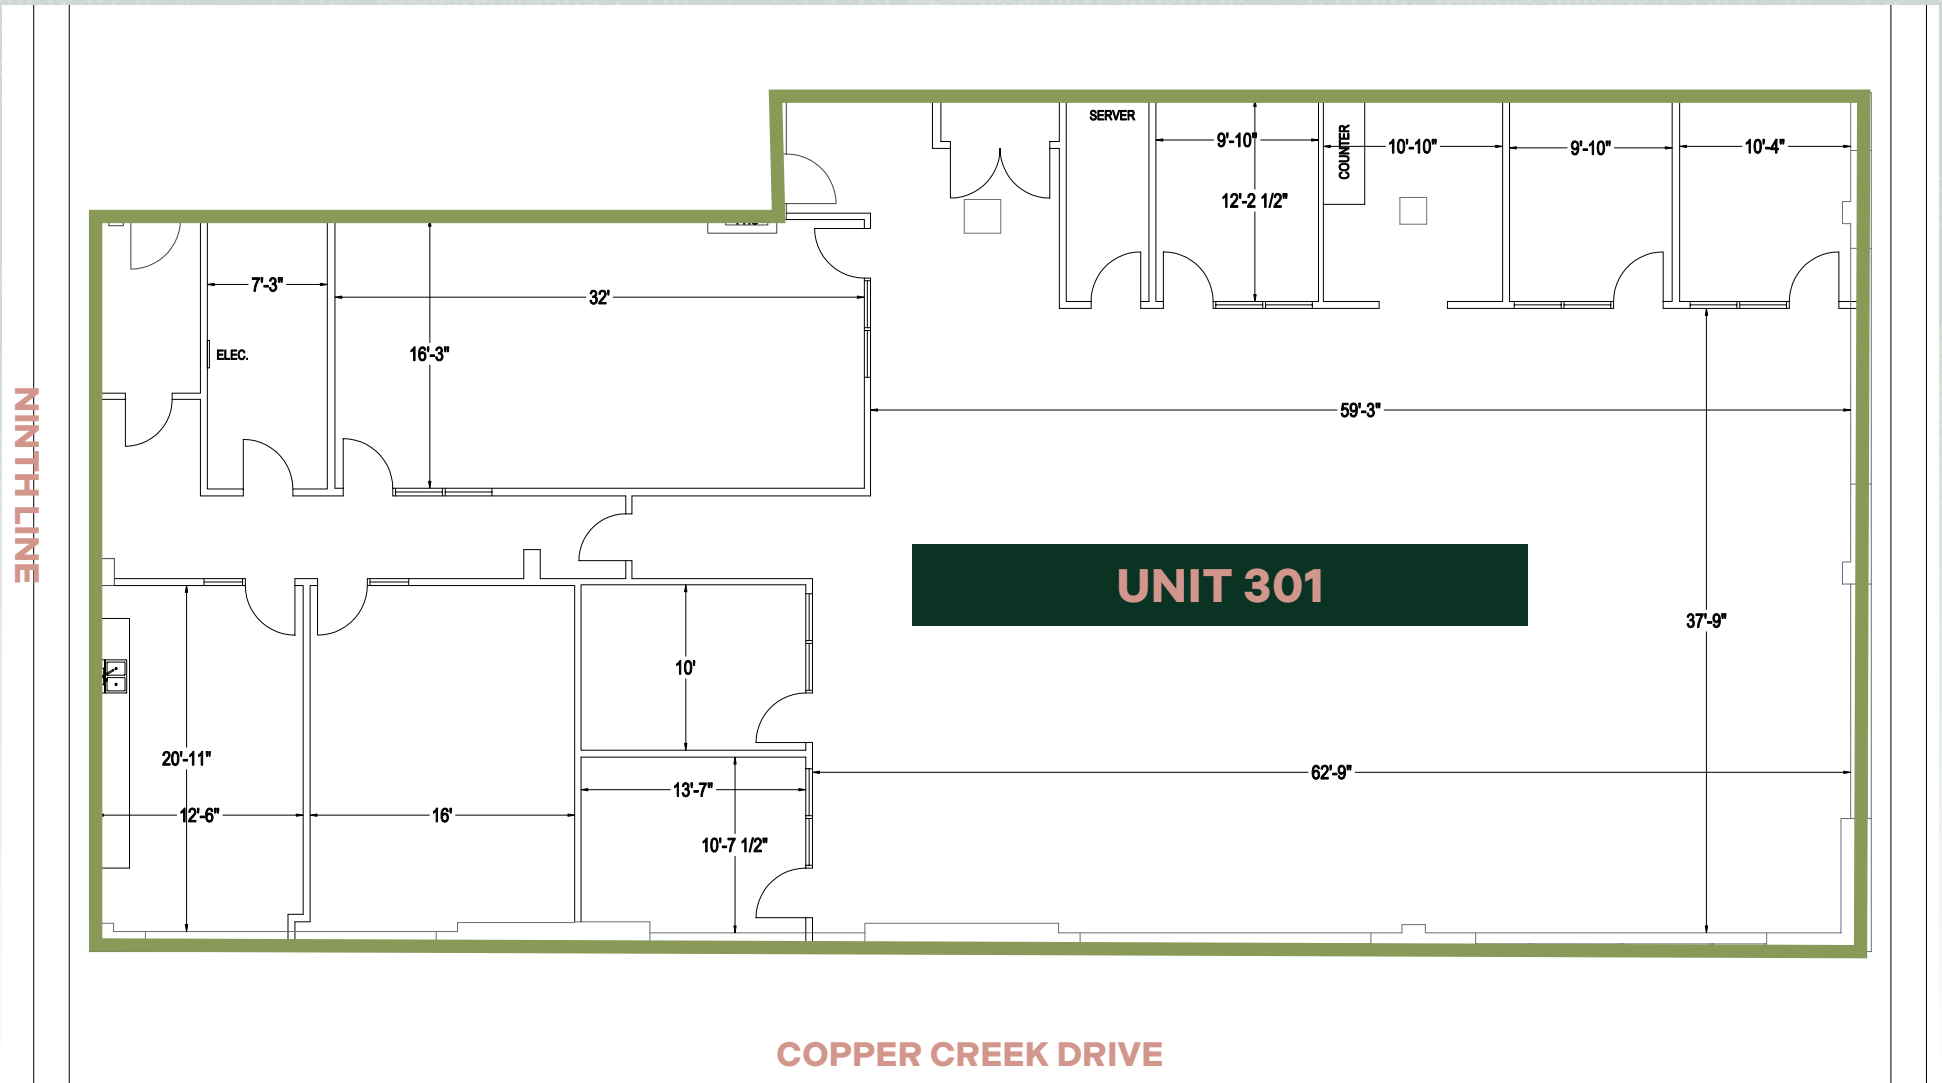 SERVER
COUNTER
9'-10"
10'-10"
9'-10"
10'-4"
12'-2 1/2"
7'-3"
32'
16'-3"
ELEC.
59'-3"
NINTH LINE
UNIT 301
37'-9"
10'
20'-11"
62'-9"
13'-7"
12'-6"
16'
10'-7 1/2"
COPPER CREEK DRIVE